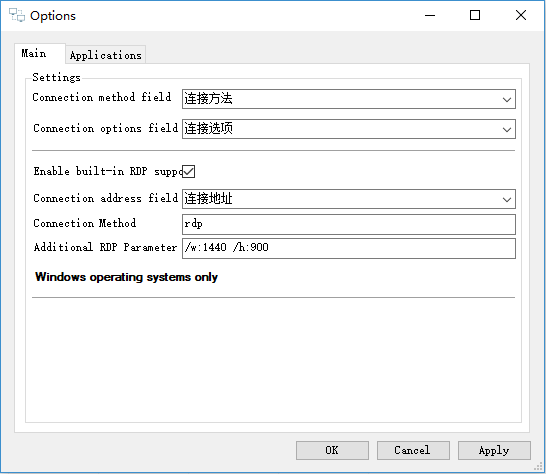 Options
Main
Applications
Settings
Connection method field 连接方法
Connection options field 连接选项
Enable built-in RDP suppo
Connection address field 连接地址
Connection Method rdp
Additional RDP Parameter /w:1440 /h:900
Windows operating systems only
OK Cancel Apply